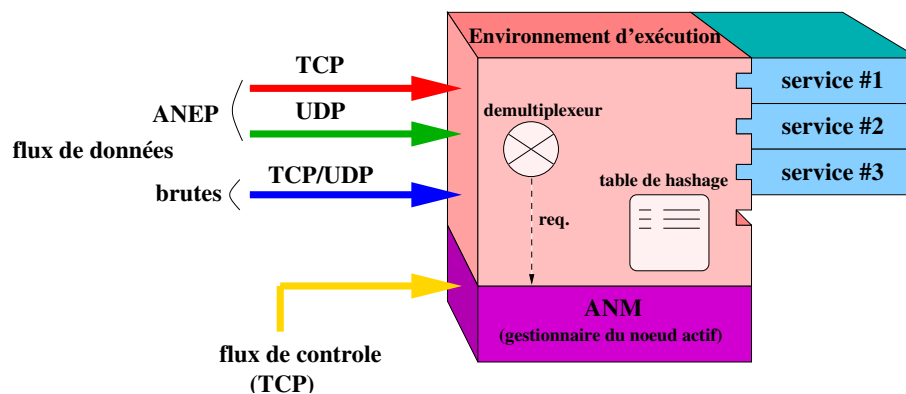 Environnement d'exécution
TCP
ANEP
UDP
flux de données
TCP/UDP
brutes
demultiplexeur
table de hashage
req.
service #1
service #2
service #3
ANM
(gestionnaire du noeud actif)
flux de controle
(TCP)